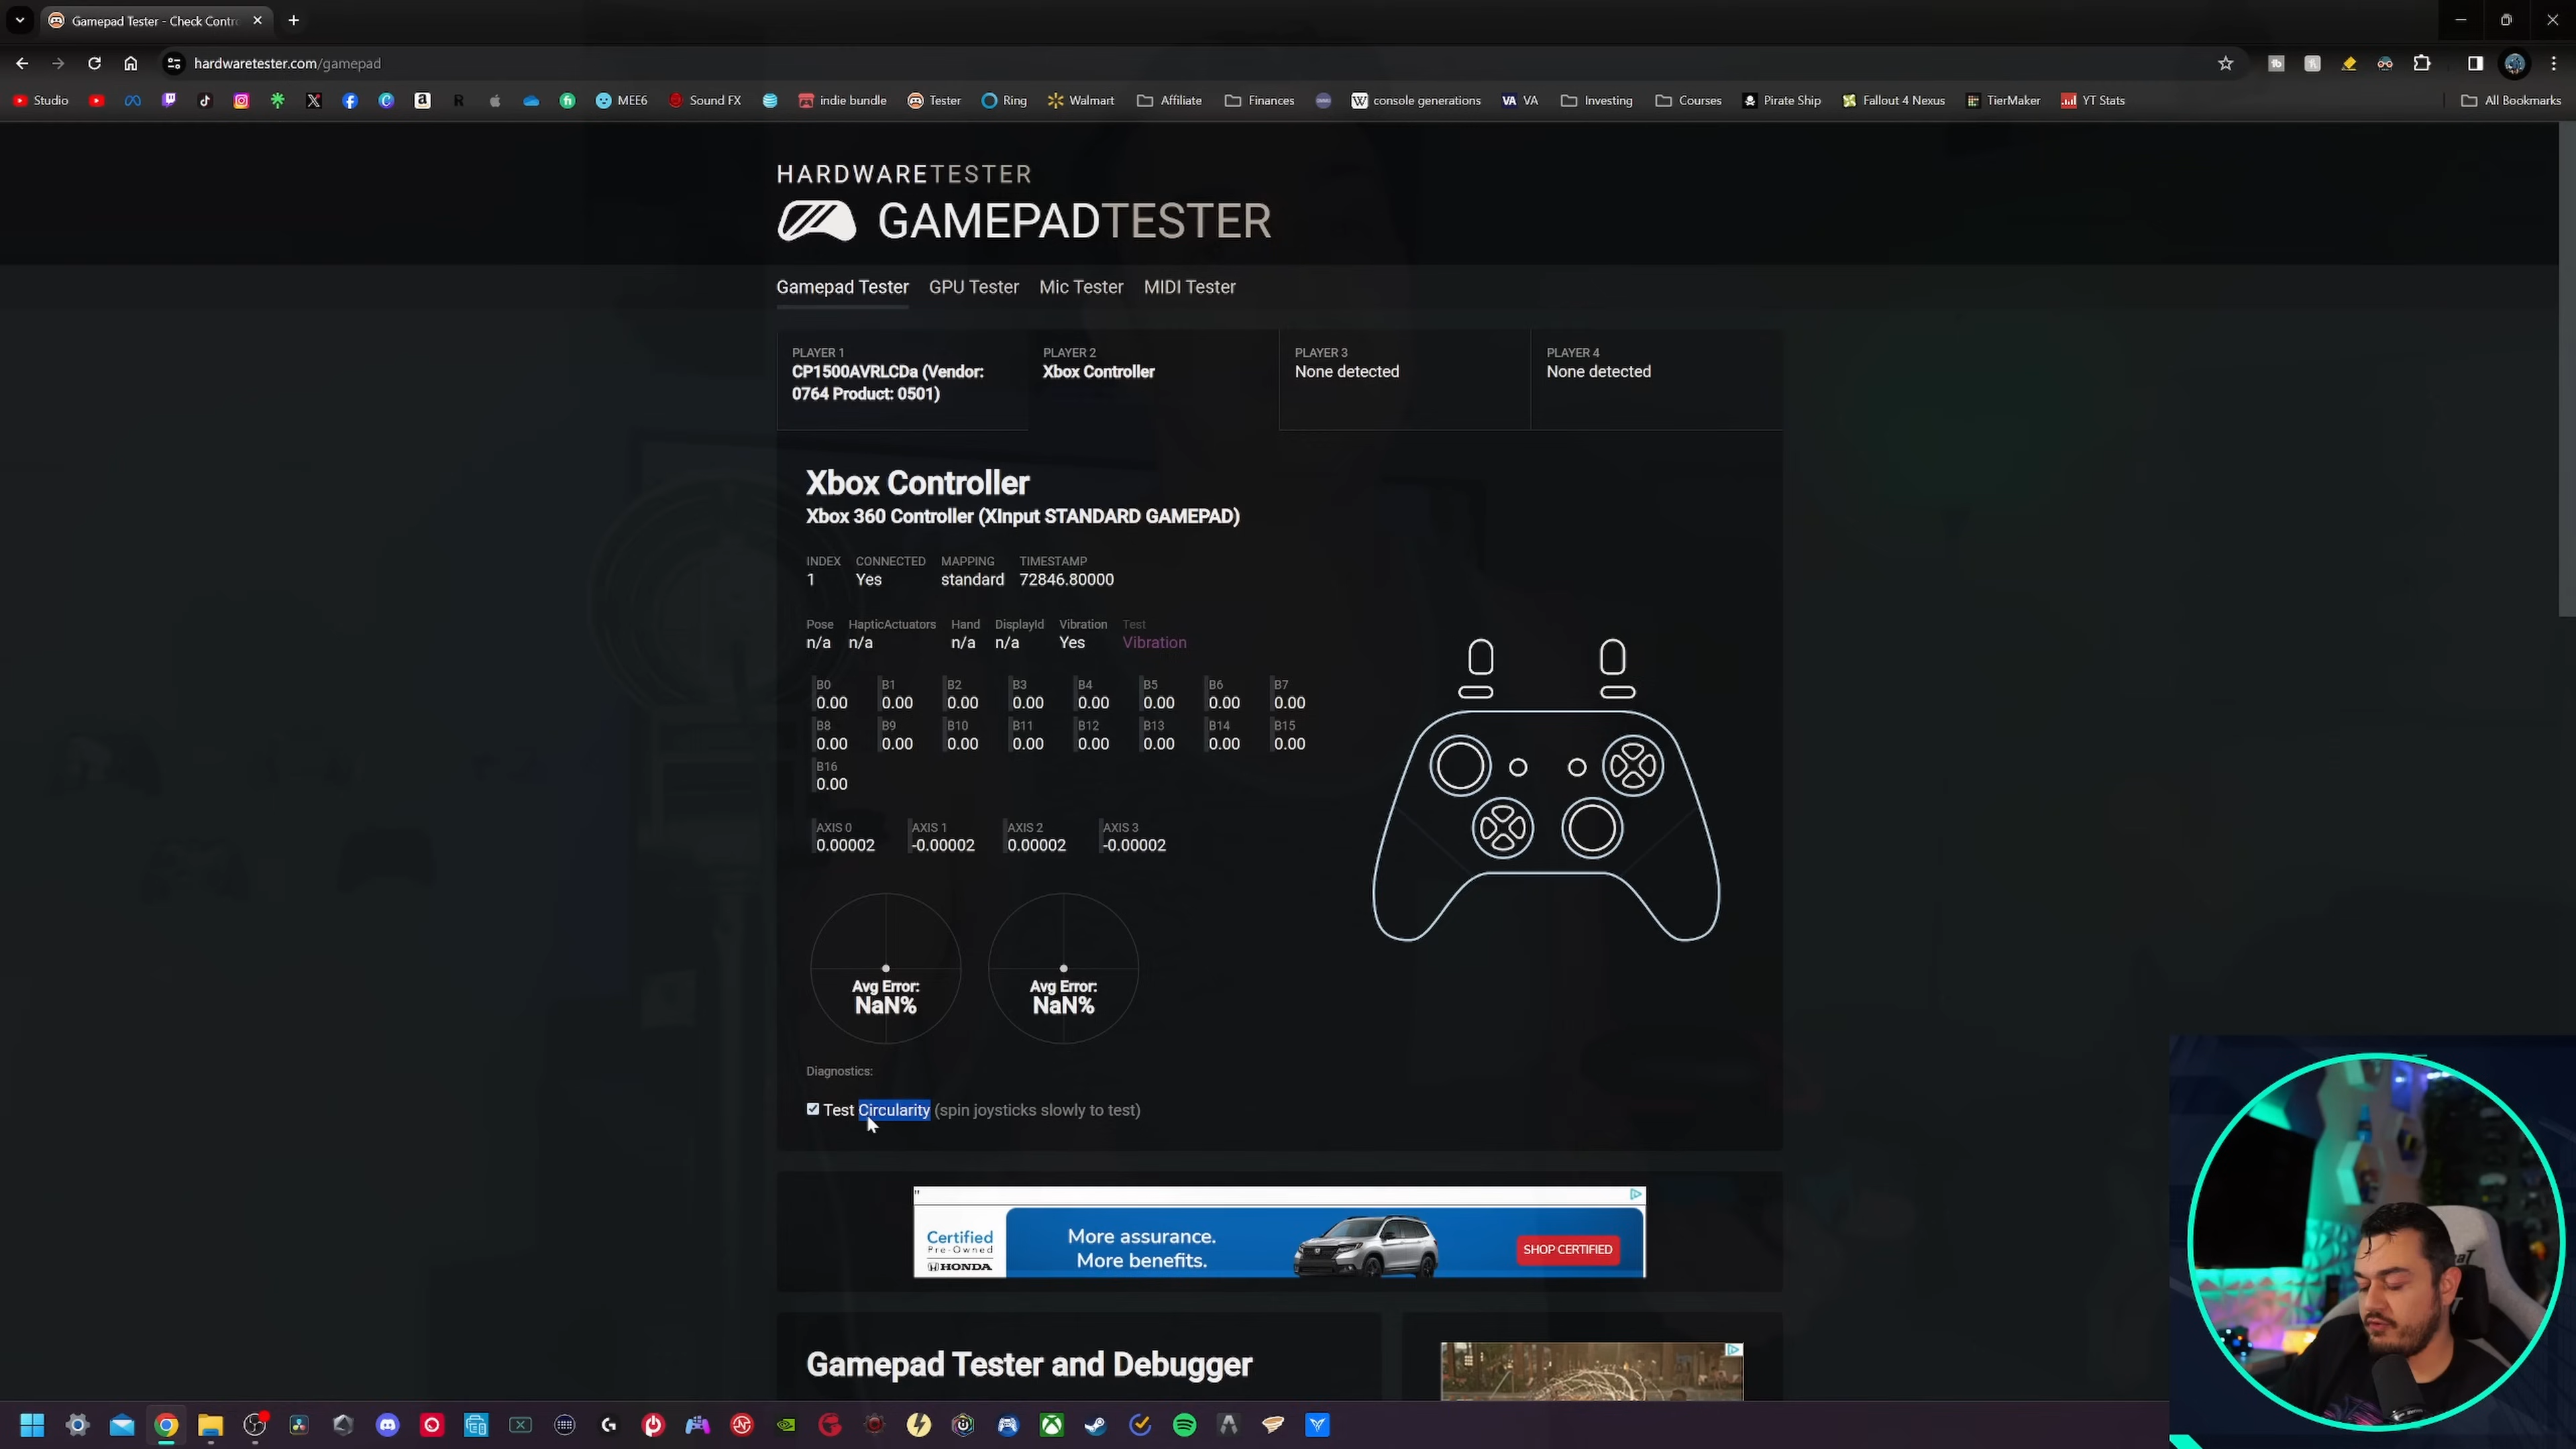 Gamepad Tester - Check Contro
hardwaretester.com/gamepad
Studio MEE6 Sound FX indie bundle Tester Ring Walmart Affiliate Finances console generations VA VA Investing Courses Pirate Ship Fallout 4 Nexus TierMaker YT Stats All Bookmarks
HARDWARETESTER
GAMEPADTESTER
Gamepad Tester GPU Tester Mic Tester MIDI Tester
PLAYER 1 PLAYER 2 PLAYER 3 PLAYER 4
CP1500AVRLCDa (Vendor: Xbox Controller None detected None detected
0764 Product: 0501)
Xbox Controller
Xbox 360 Controller (XInput STANDARD GAMEPAD)
INDEX CONNECTED MAPPING TIMESTAMP
1 Yes standard 72846.80000
Pose HapticActuators Hand DisplayId Vibration Test
n/a n/a n/a n/a Yes Vibration
B0 B1 B2 B3 B4 B5 B6 B7
0.00 0.00 0.00 0.00 0.00 0.00 0.00 0.00
B8 B9 B10 B11 B12 B13 B14 B15
0.00 0.00 0.00 0.00 0.00 0.00 0.00 0.00
B16
0.00
AXIS 0 AXIS 1 AXIS 2 AXIS 3
0.00002 -0.00002 0.00002 -0.00002
Avg Error: Avg Error:
NaN% NaN%
Diagnostics:
Test Circularity (spin joysticks slowly to test)
"
Certified
Pre-Owned
HONDA
More assurance.
More benefits.
SHOP CERTIFIED
Gamepad Tester and Debugger